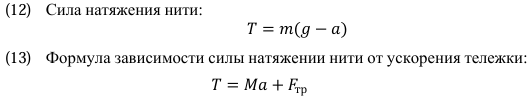 (12) Сила натяжения нити:
T = m(g − a)
(13) Формула зависимости силы натяжении нити от ускорения тележки:
T = Ma + Fтр